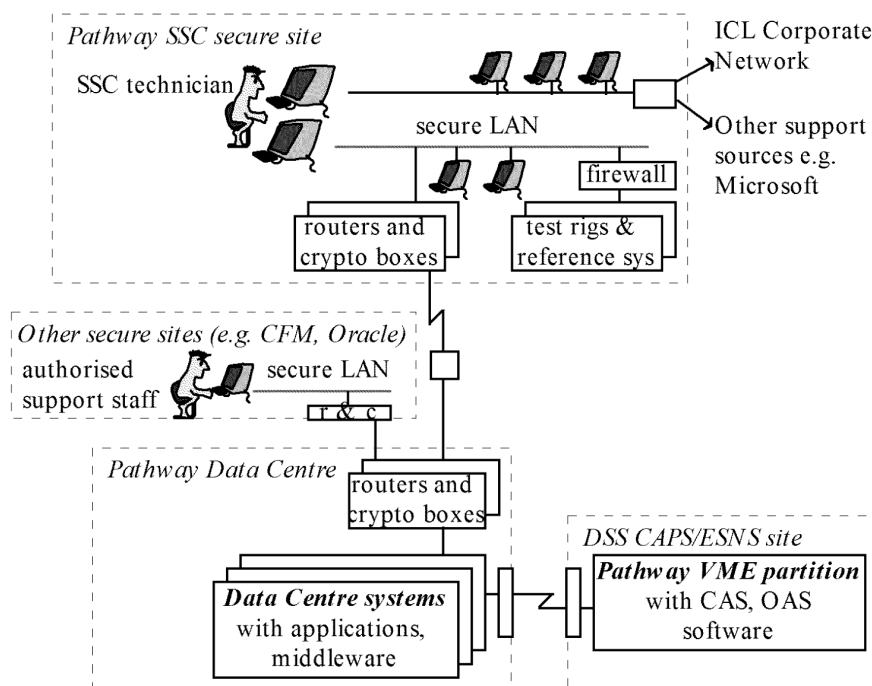 Pathway SSC secure site
SSC technician
ICL Corporate
Network
Other support
sources e.g.
Microsoft
secure LAN
firewall
routers and
crypto boxes
test rigs &
reference sys
Other secure sites (e.g. CFM, Oracle)
authorised
support staff
secure LAN
r & c
Pathway Data Centre
routers and
crypto boxes
DSS CAPS/ESNS site
Data Centre systems
with applications,
middleware
Pathway VME partition
with CAS, OAS
software